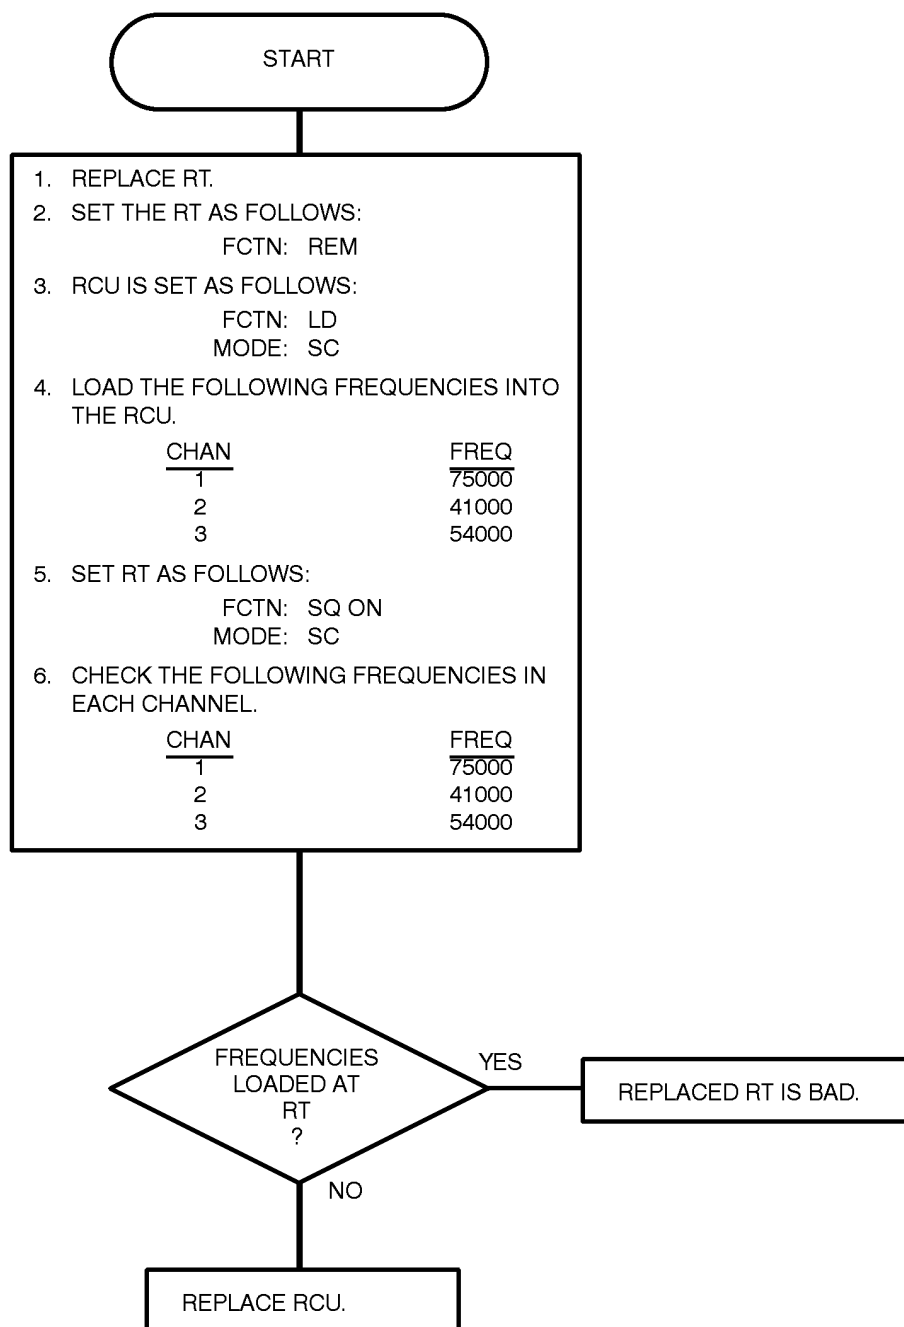 START
1. REPLACE RT.
2. SET THE RT AS FOLLOWS:
FCTN: REM
3. RCU IS SET AS FOLLOWS:
FCTN: LD
MODE: SC
4. LOAD THE FOLLOWING FREQUENCIES INTO
THE RCU.
CHAN FREQ
1 75000
2 41000
3 54000
5. SET RT AS FOLLOWS:
FCTN: SQ ON
MODE: SC
6. CHECK THE FOLLOWING FREQUENCIES IN
EACH CHANNEL.
CHAN FREQ
1 75000
2 41000
3 54000
FREQUENCIES
LOADED AT
RT
?
YES
REPLACED RT IS BAD.
NO
REPLACE RCU.